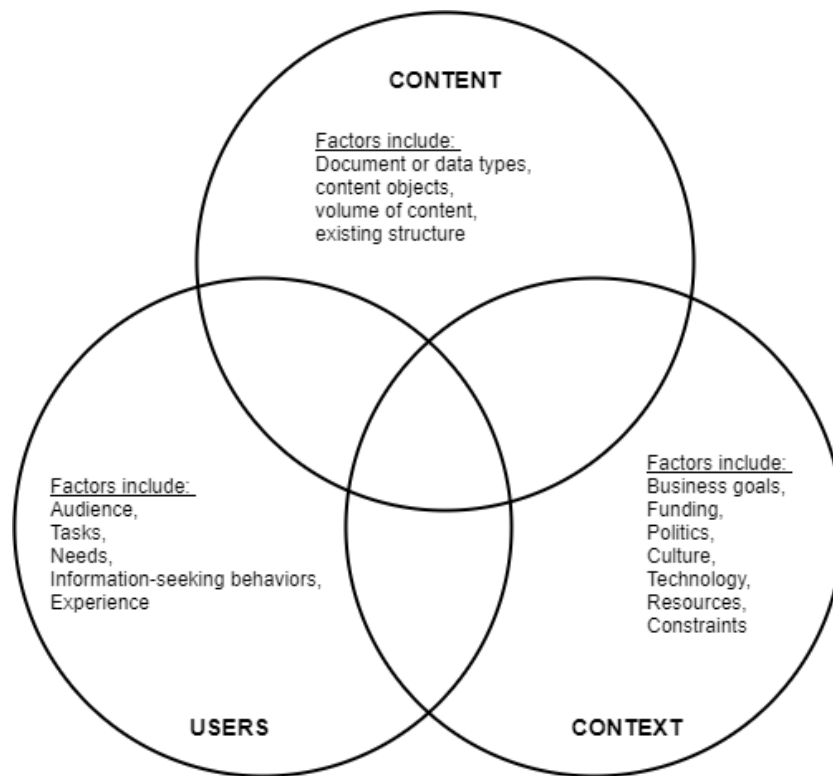 CONTENT
Factors include:
Document or data types,
content objects,
volume of content,
existing structure
Factors include:
Audience,
Tasks,
Needs,
Information-seeking behaviors,
Experience
Factors include:
Business goals,
Funding,
Politics,
Culture,
Technology,
Resources,
Constraints
USERS
CONTEXT